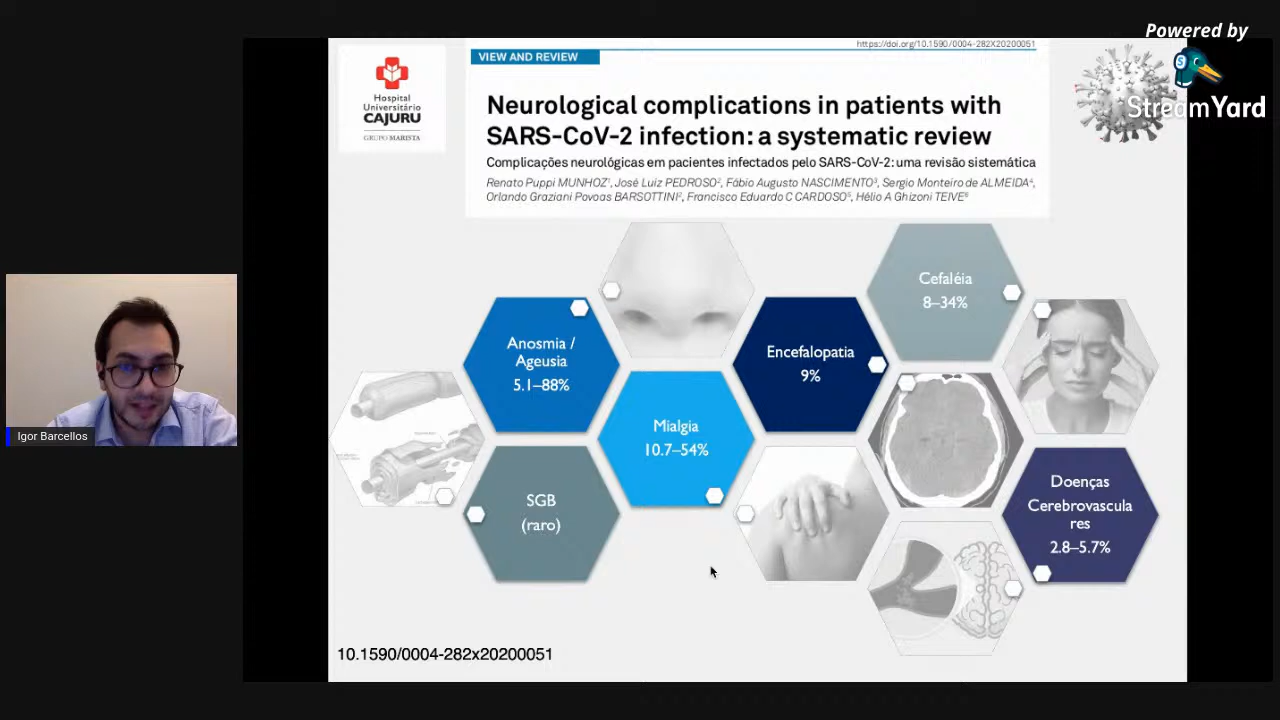 Powered by
StreamYard
https://doi.org/10.1590/0004-282X20200051
VIEW AND REVIEW
Hospital
Universitário
CAJURU
GRUPO MARISTA
Neurological complications in patients with
SARS-CoV-2 infection: a systematic review
Complicações neurológicas em pacientes infectados pelo SARS-CoV-2: uma revisão sistemática
Renato Puppi MUNHOZ¹, José Luiz PEDROSO², Fábio Augusto NASCIMENTO³, Sergio Monteiro de ALMEIDA⁴,
Orlando Graziani Povoas BARSOTTINI², Francisco Eduardo C CARDOSO⁵, Hélio A Ghizoni TEIVE⁶
Cefaléia
8–34%
Anosmia /
Ageusia
5.1–88%
Encefalopatia
9%
Mialgia
10.7–54%
SGB
(raro)
Doenças
Cerebrovascula
res
2.8–5.7%
Igor Barcellos
10.1590/0004-282x20200051